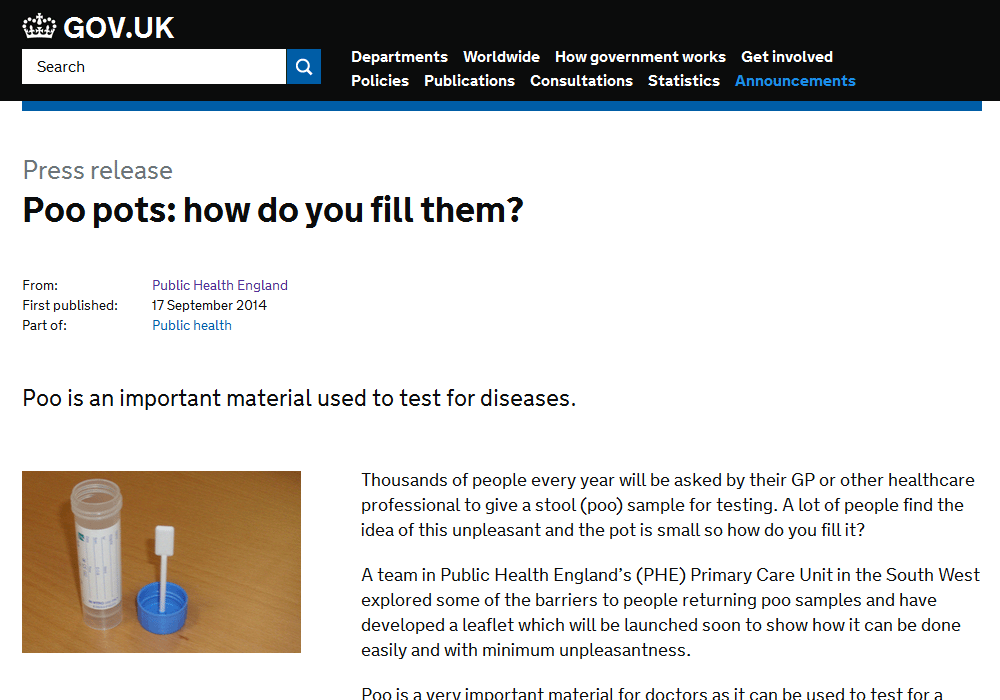 GOV.UK
Search
Departments Worldwide How government works Get involved
Policies Publications Consultations Statistics Announcements
Press release
Poo pots: how do you fill them?
From: Public Health England
First published: 17 September 2014
Part of: Public health
Poo is an important material used to test for diseases.
Thousands of people every year will be asked by their GP or other healthcare
professional to give a stool (poo) sample for testing. A lot of people find the
idea of this unpleasant and the pot is small so how do you fill it?
A team in Public Health England’s (PHE) Primary Care Unit in the South West
explored some of the barriers to people returning poo samples and have
developed a leaflet which will be launched soon to show how it can be done
easily and with minimum unpleasantness.
Poo is a very important material for doctors as it can be used to test for a